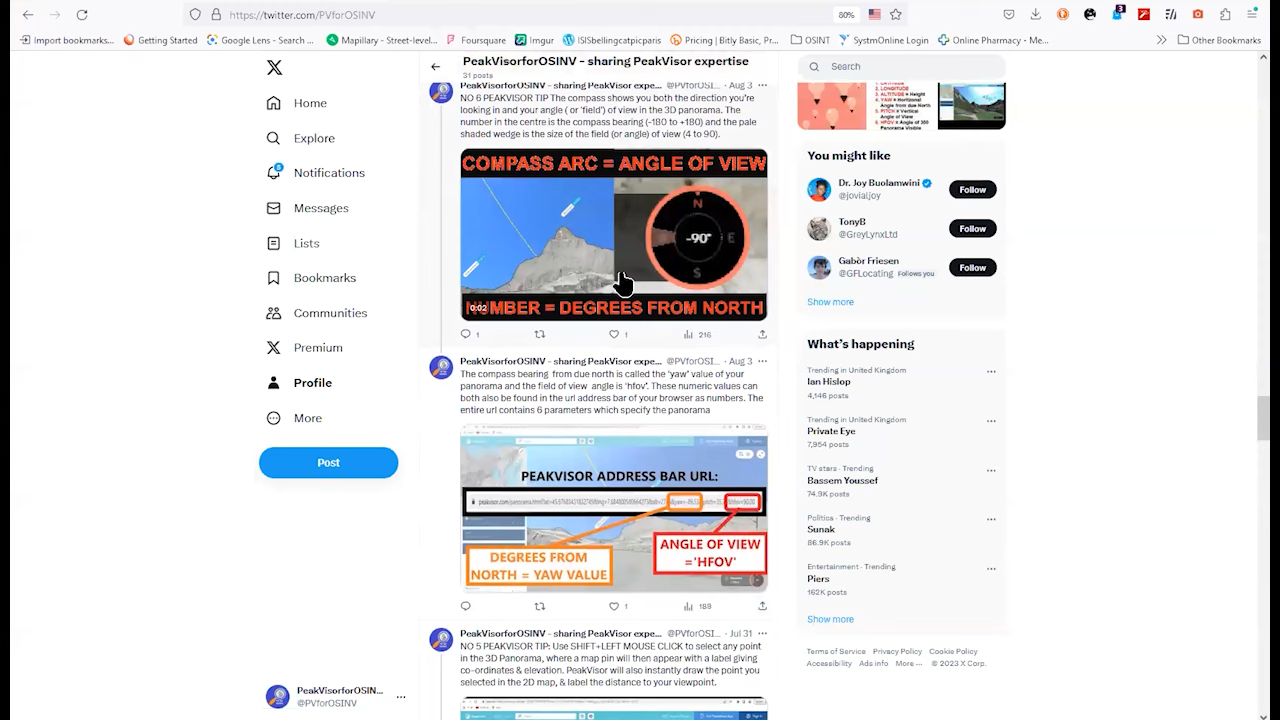 https://twitter.com/PVforOSINV
80%
3
Import bookmarks...
Getting Started
Google Lens - Search ...
Mapillary - Street-level...
Foursquare
Imgur
ISISbellingcatpicparis
Pricing | Bitly Basic, Pr...
OSINT
SystmOnline Login
Online Pharmacy - Me...
Other Bookmarks
PeakVisorforOSINV - sharing PeakVisor expertise
31 posts
Search
Home
Explore
Notifications
Messages
Lists
Bookmarks
Communities
Premium
Profile
More
Post
PeakVisorforOSINV...
@PVforOSINV
PeakVisorforOSINV - sharing PeakVisor expe... @PVforOSI... · Aug 3
NO 6 PEAKVISOR TIP The compass shows you both the direction you're
looking in and your angle ( or 'field') of view in the 3D panorama. The
number in the centre is the compass bearing (-180 to +180) and the pale
shaded wedge is the size of the field (or angle) of view (4 to 90).
COMPASS ARC = ANGLE OF VIEW
N
-90°
E
S
0:02
NUMBER = DEGREES FROM NORTH
1
1
216
PeakVisorforOSINV - sharing PeakVisor expe... @PVforOSI... · Aug 3
The compass bearing from due north is called the 'yaw' value of your
panorama and the field of view angle is 'hfov'. These numeric values can
both also be found in the url address bar of your browser as numbers. The
entire url contains 6 parameters which specify the panorama
PEAKVISOR ADDRESS BAR URL:
DEGREES FROM
NORTH = YAW VALUE
ANGLE OF VIEW
='HFOV'
1
189
PeakVisorforOSINV - sharing PeakVisor expe... @PVforOSI... · Jul 31
NO 5 PEAKVISOR TIP: Use SHIFT+LEFT MOUSE CLICK to select any point
in the 3D Panorama, where a map pin will then appear with a label giving
co-ordinates & elevation. PeakVisor will also instantly draw the point you
selected in the 2D map, & label the distance to your viewpoint.
You might like
Dr. Joy Buolamwini
@jovialjoy
Follow
TonyB
@GreyLynxLtd
Follow
Gabòr Friesen
@GFLocating Follows you
Follow
Show more
What's happening
Trending in United Kingdom
Ian Hislop
4,146 posts
Trending in United Kingdom
Private Eye
7,954 posts
TV stars · Trending
Bassem Youssef
74.9K posts
Politics · Trending
Sunak
86.9K posts
Entertainment · Trending
Piers
162K posts
Show more
Terms of Service Privacy Policy Cookie Policy
Accessibility Ads info More ... © 2023 X Corp.